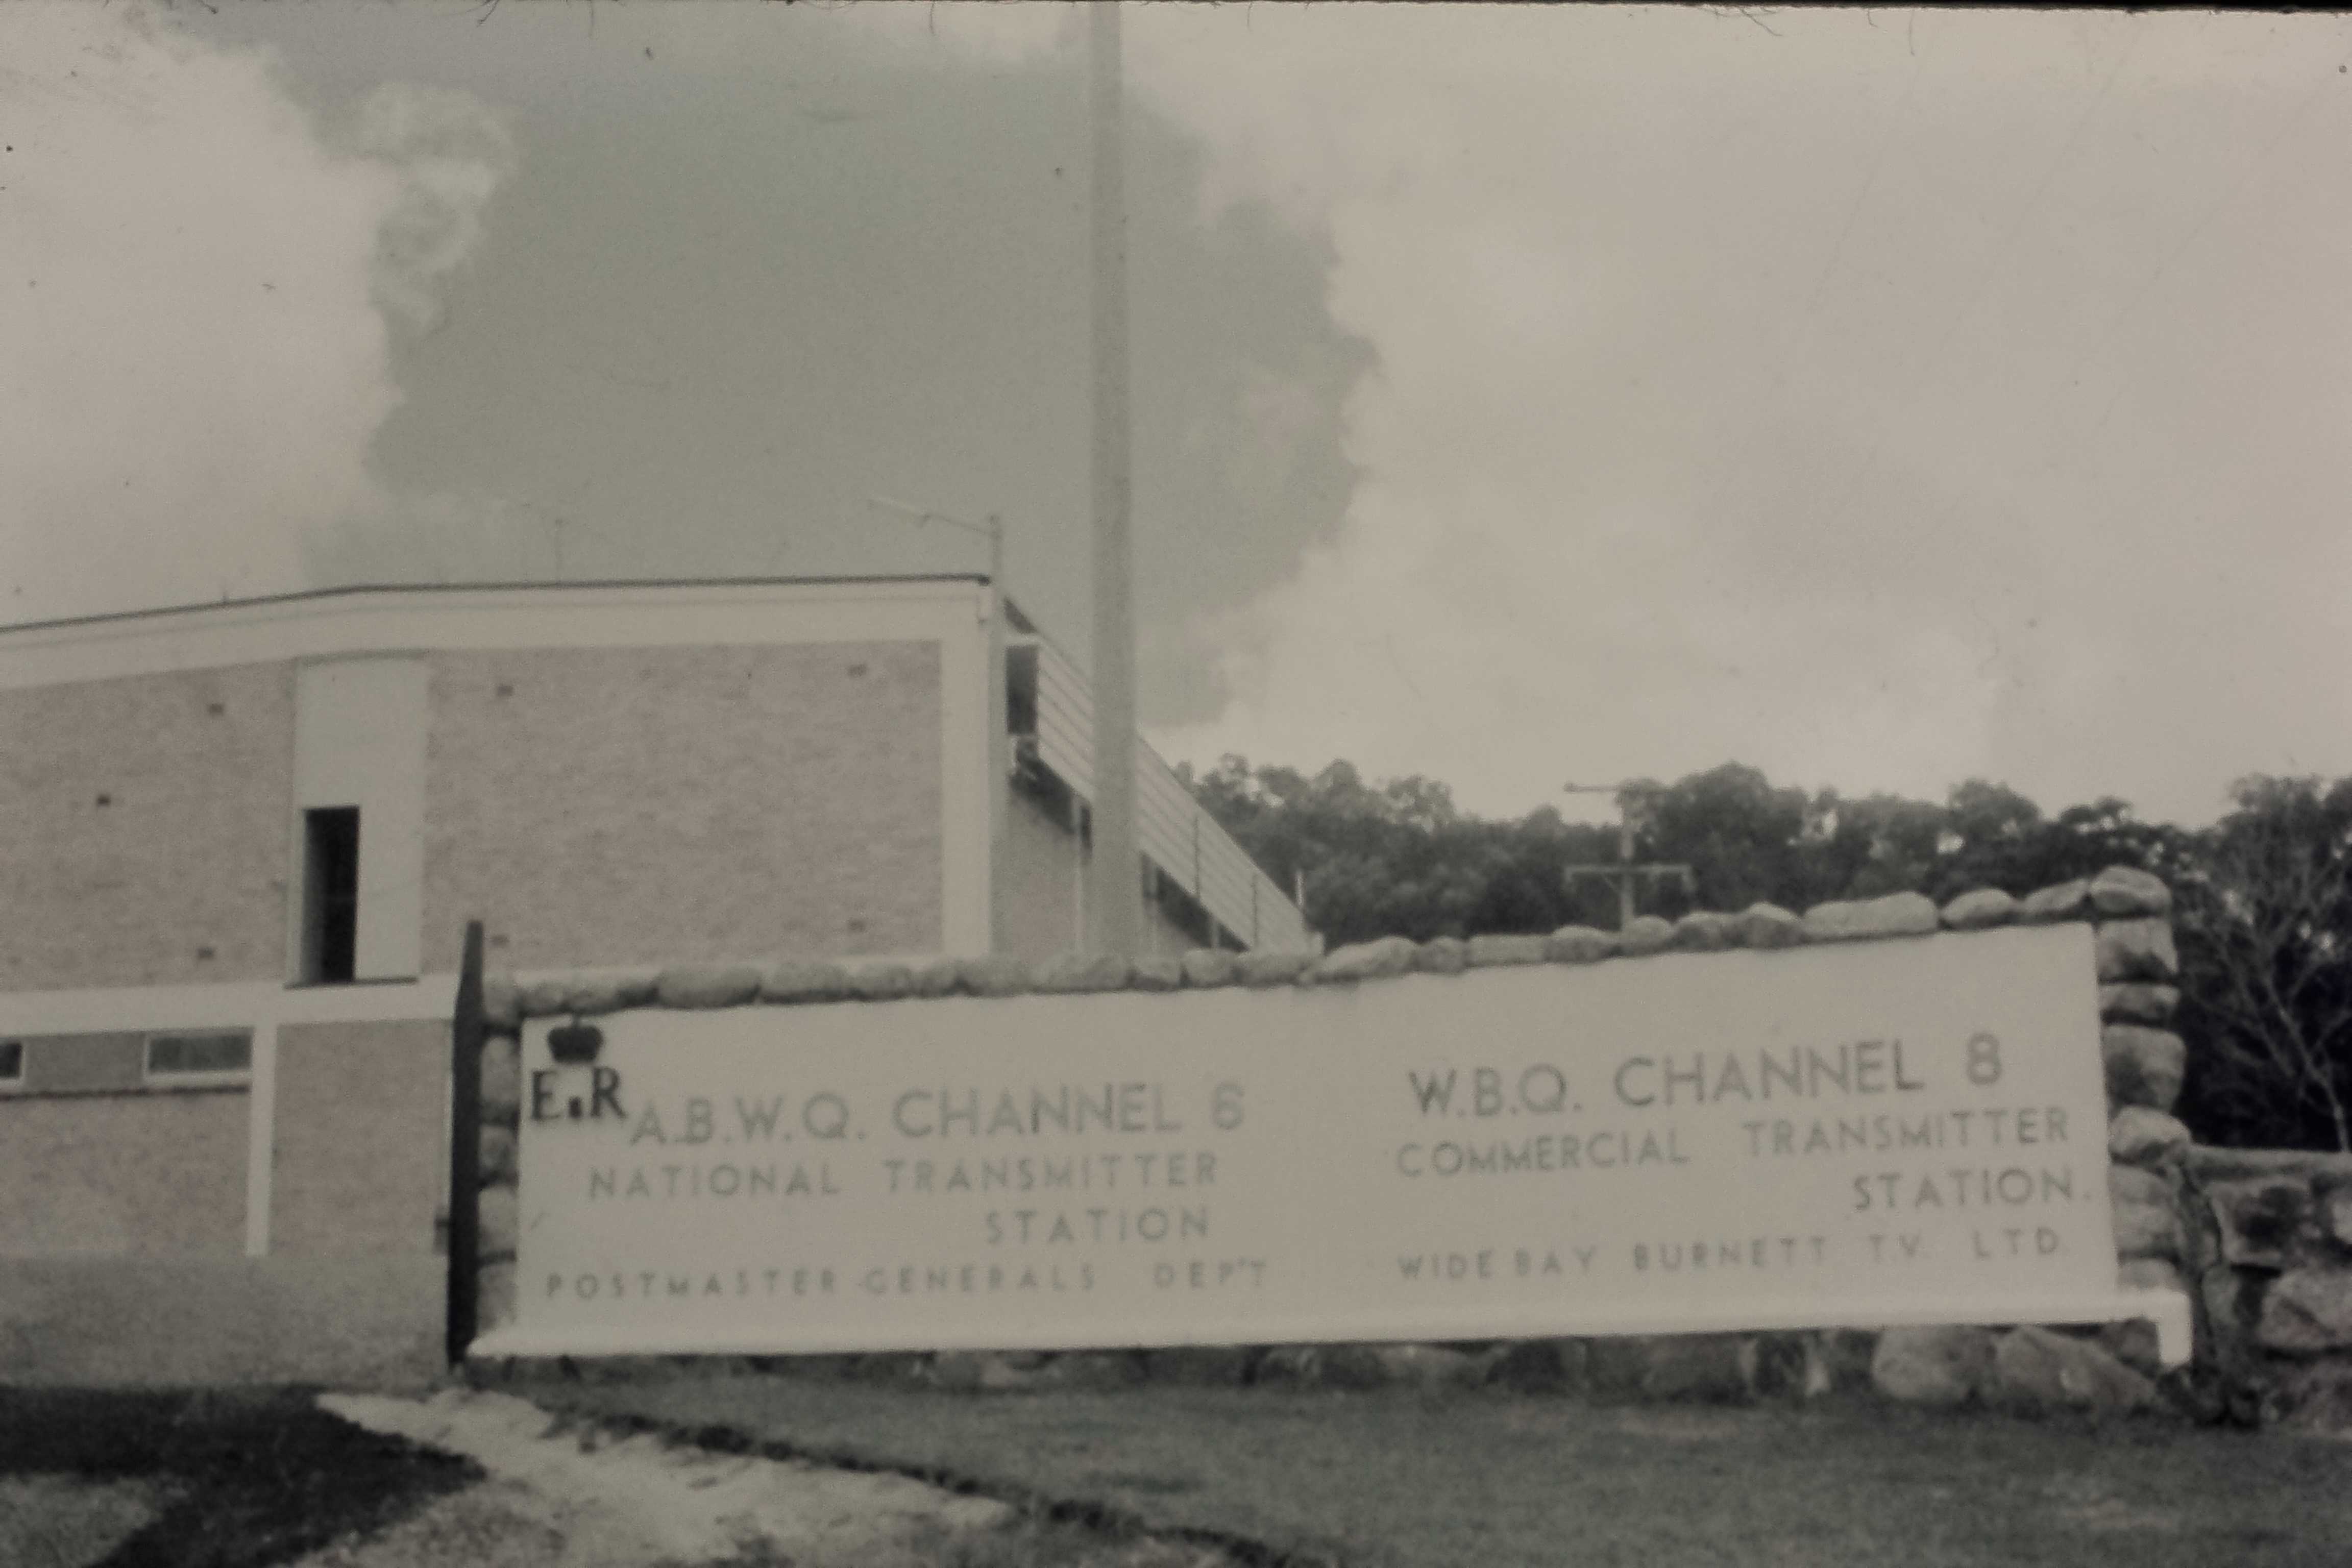 E.R
A.B.W.Q. CHANNEL 6
NATIONAL TRANSMITTER
STATION
POSTMASTER-GENERALS DEP'T
W.B.Q. CHANNEL 8
COMMERCIAL TRANSMITTER
STATION.
WIDE BAY BURNETT T.V. LTD.